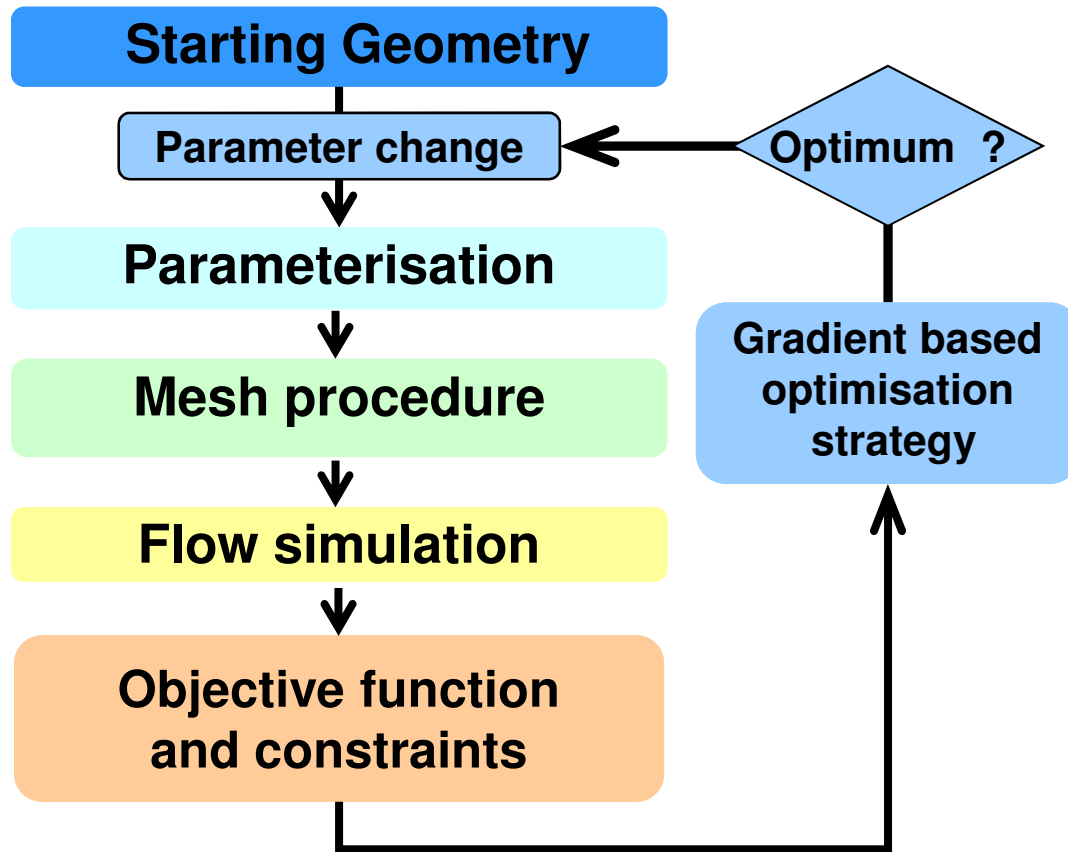 Starting Geometry
Parameter change
Optimum ?
Parameterisation
Mesh procedure
Gradient based
optimisation
strategy
Flow simulation
Objective function
and constraints